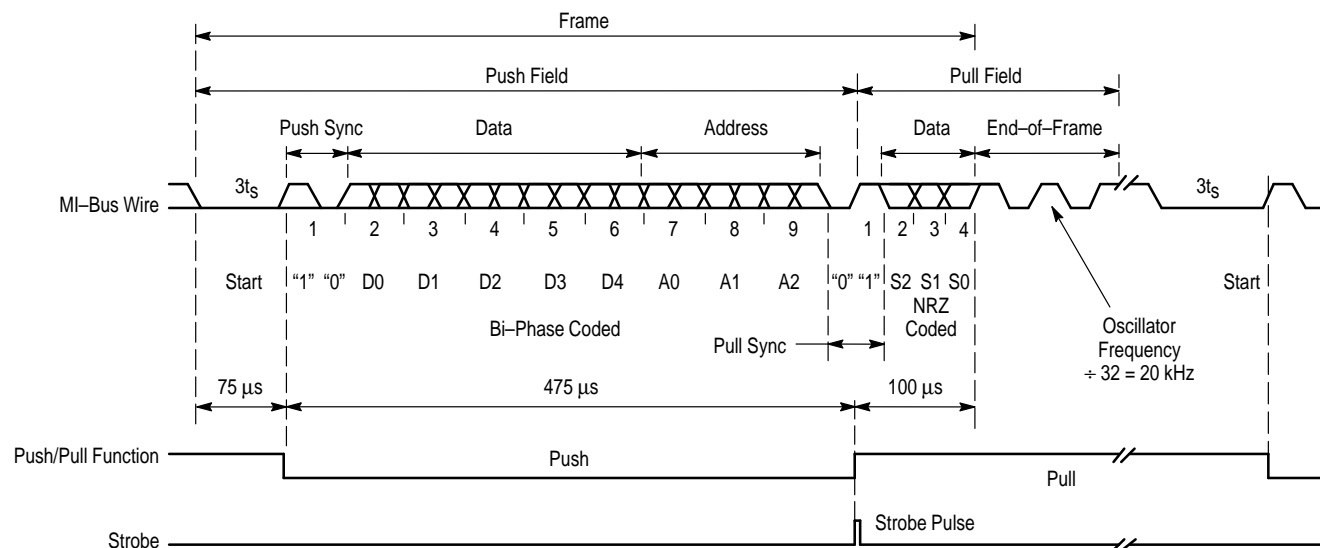 Frame
Push Field
Pull Field
Push Sync
Data
Address
Data
End–of–Frame
MI–Bus Wire
3ts
3ts
1 2 3 4 5 6 7 8 9 1 2 3 4
Start “1” “0” D0 D1 D2 D3 D4 A0 A1 A2 “0” “1” S2 S1 S0 Start
Bi–Phase Coded
NRZ
Coded
Pull Sync
Oscillator
Frequency
÷ 32 = 20 kHz
75 μs
475 μs
100 μs
Push/Pull Function
Push
Pull
Strobe Pulse
Strobe